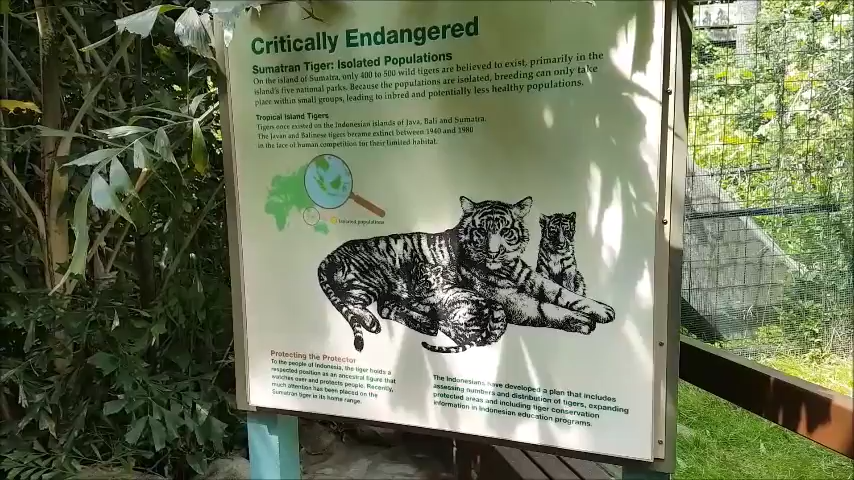 Critically Endangered
Sumatran Tiger: Isolated Populations
On the island of Sumatra, only 400 to 500 wild tigers are believed to exist, primarily in the
island's five national parks. Because the populations are isolated, breeding can only take
place within small groups, leading to inbred and potentially less healthy populations.
Tropical Island Tigers
Tigers once existed on the Indonesian islands of Java, Bali and Sumatra.
The Javan and Balinese tigers became extinct between 1940 and 1980
in the face of human competition for their limited habitat.
Isolated populations
Protecting the Protector
To the people of Indonesia, the tiger holds a
respected position as an ancestral figure that
watches over and protects people. Recently,
much attention has been placed on the
Sumatran tiger in its home range.
The Indonesians have developed a plan that includes
assessing numbers and distribution of tigers, expanding
protected areas and including tiger conservation
information in Indonesian education programs.